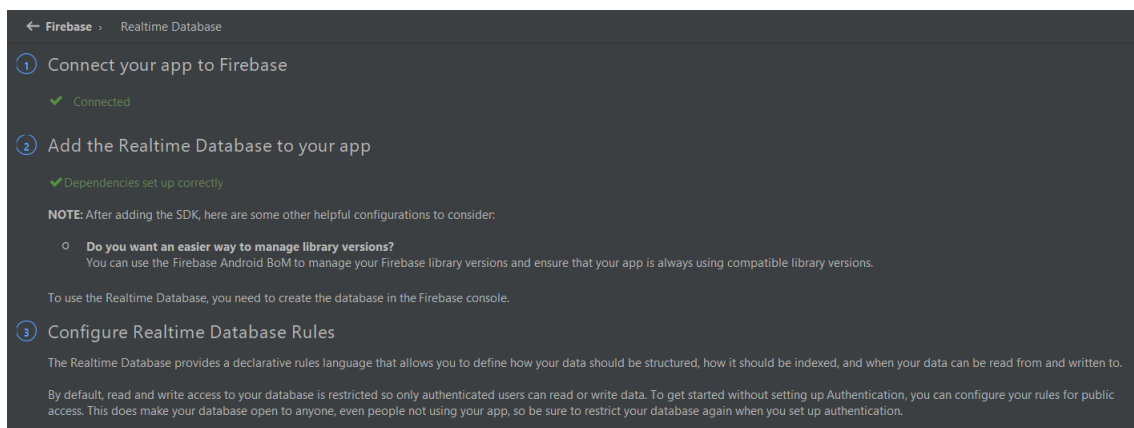 ← Firebase › Realtime Database
1 Connect your app to Firebase
✔ Connected
2 Add the Realtime Database to your app
✔Dependencies set up correctly
NOTE: After adding the SDK, here are some other helpful configurations to consider:
○ Do you want an easier way to manage library versions?
You can use the Firebase Android BoM to manage your Firebase library versions and ensure that your app is always using compatible library versions.
To use the Realtime Database, you need to create the database in the Firebase console.
3 Configure Realtime Database Rules
The Realtime Database provides a declarative rules language that allows you to define how your data should be structured, how it should be indexed, and when your data can be read from and written to.
By default, read and write access to your database is restricted so only authenticated users can read or write data. To get started without setting up Authentication, you can configure your rules for public
access. This does make your database open to anyone, even people not using your app, so be sure to restrict your database again when you set up authentication.